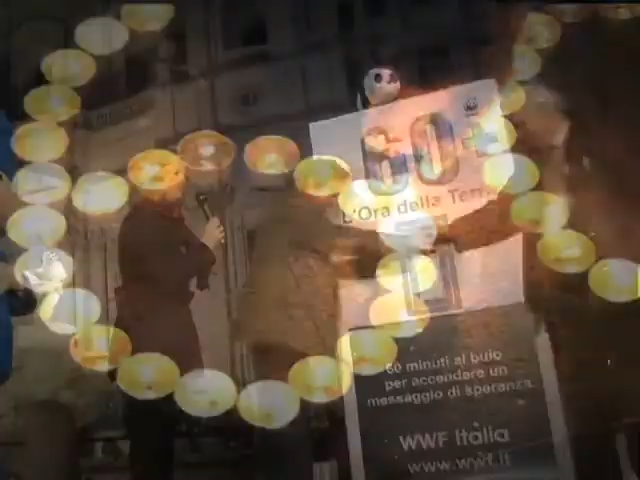 60+
L'Ora della Terra
60 minuti al buio
per accendere un
messaggio di speranza.
WWF Italia
www.wwf.it